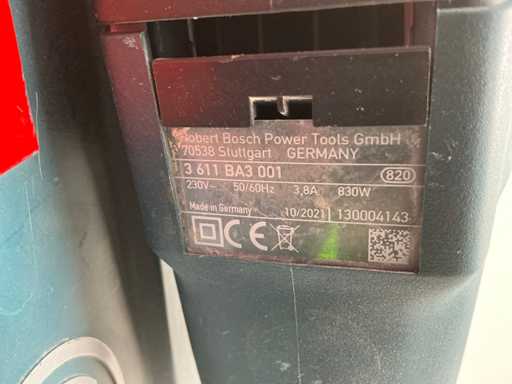 Robert Bosch Power Tools GmbH
70538 Stuttgart GERMANY
3 611 BA3 001 820
230V~ 50/60Hz 3,8A 830W
Made in Germany 10/2021 130004143
CE